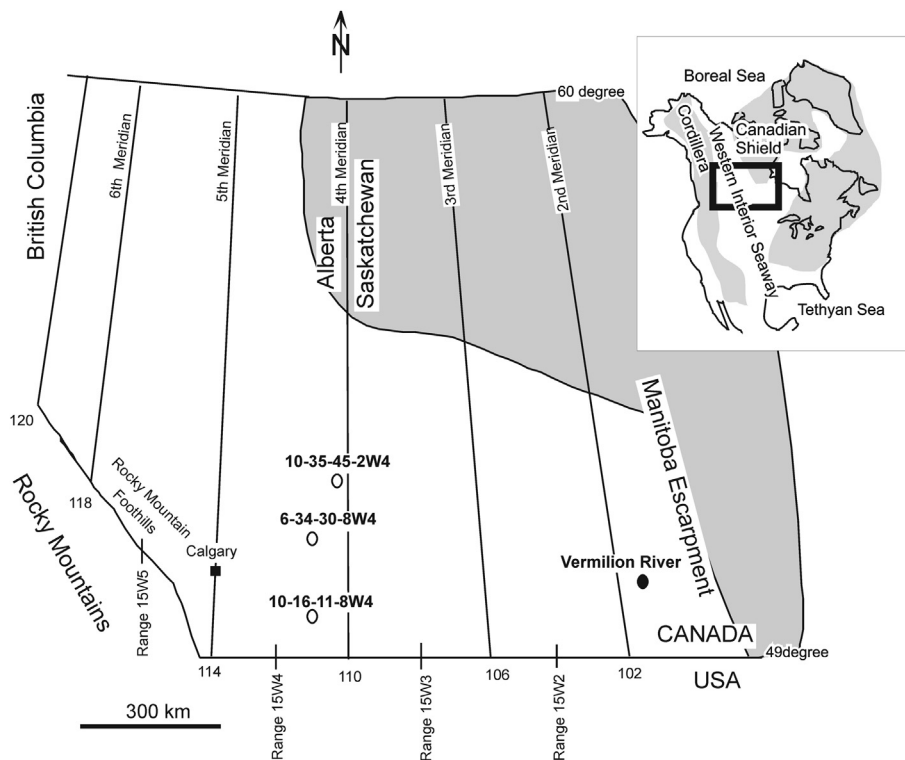 N
60 degree
British Columbia
6th Meridian
5th Meridian
4th Meridian
3rd Meridian
2nd Meridian
Alberta
Saskatchewan
Boreal Sea
Cordillera
Canadian
Shield
Western Interior Seaway
Tethyan Sea
Manitoba Escarpment
120
118
Rocky Mountains
Rocky Mountain
Foothills
Calgary
10-35-45-2W4
6-34-30-8W4
10-16-11-8W4
Vermilion River
CANADA
49degree
USA
114
110
106
102
Range 15W5
Range 15W4
Range 15W3
Range 15W2
300 km